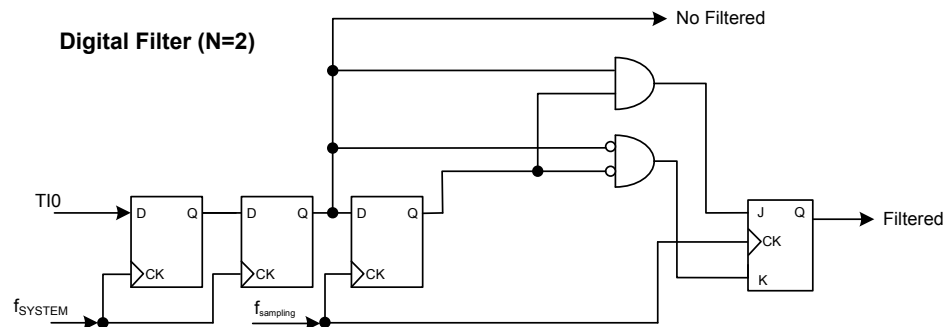 No Filtered
Digital Filter (N=2)
TI0
D Q
D Q
D Q
J Q
Filtered
CK
CK
CK
CK
K
fSYSTEM
fsampling